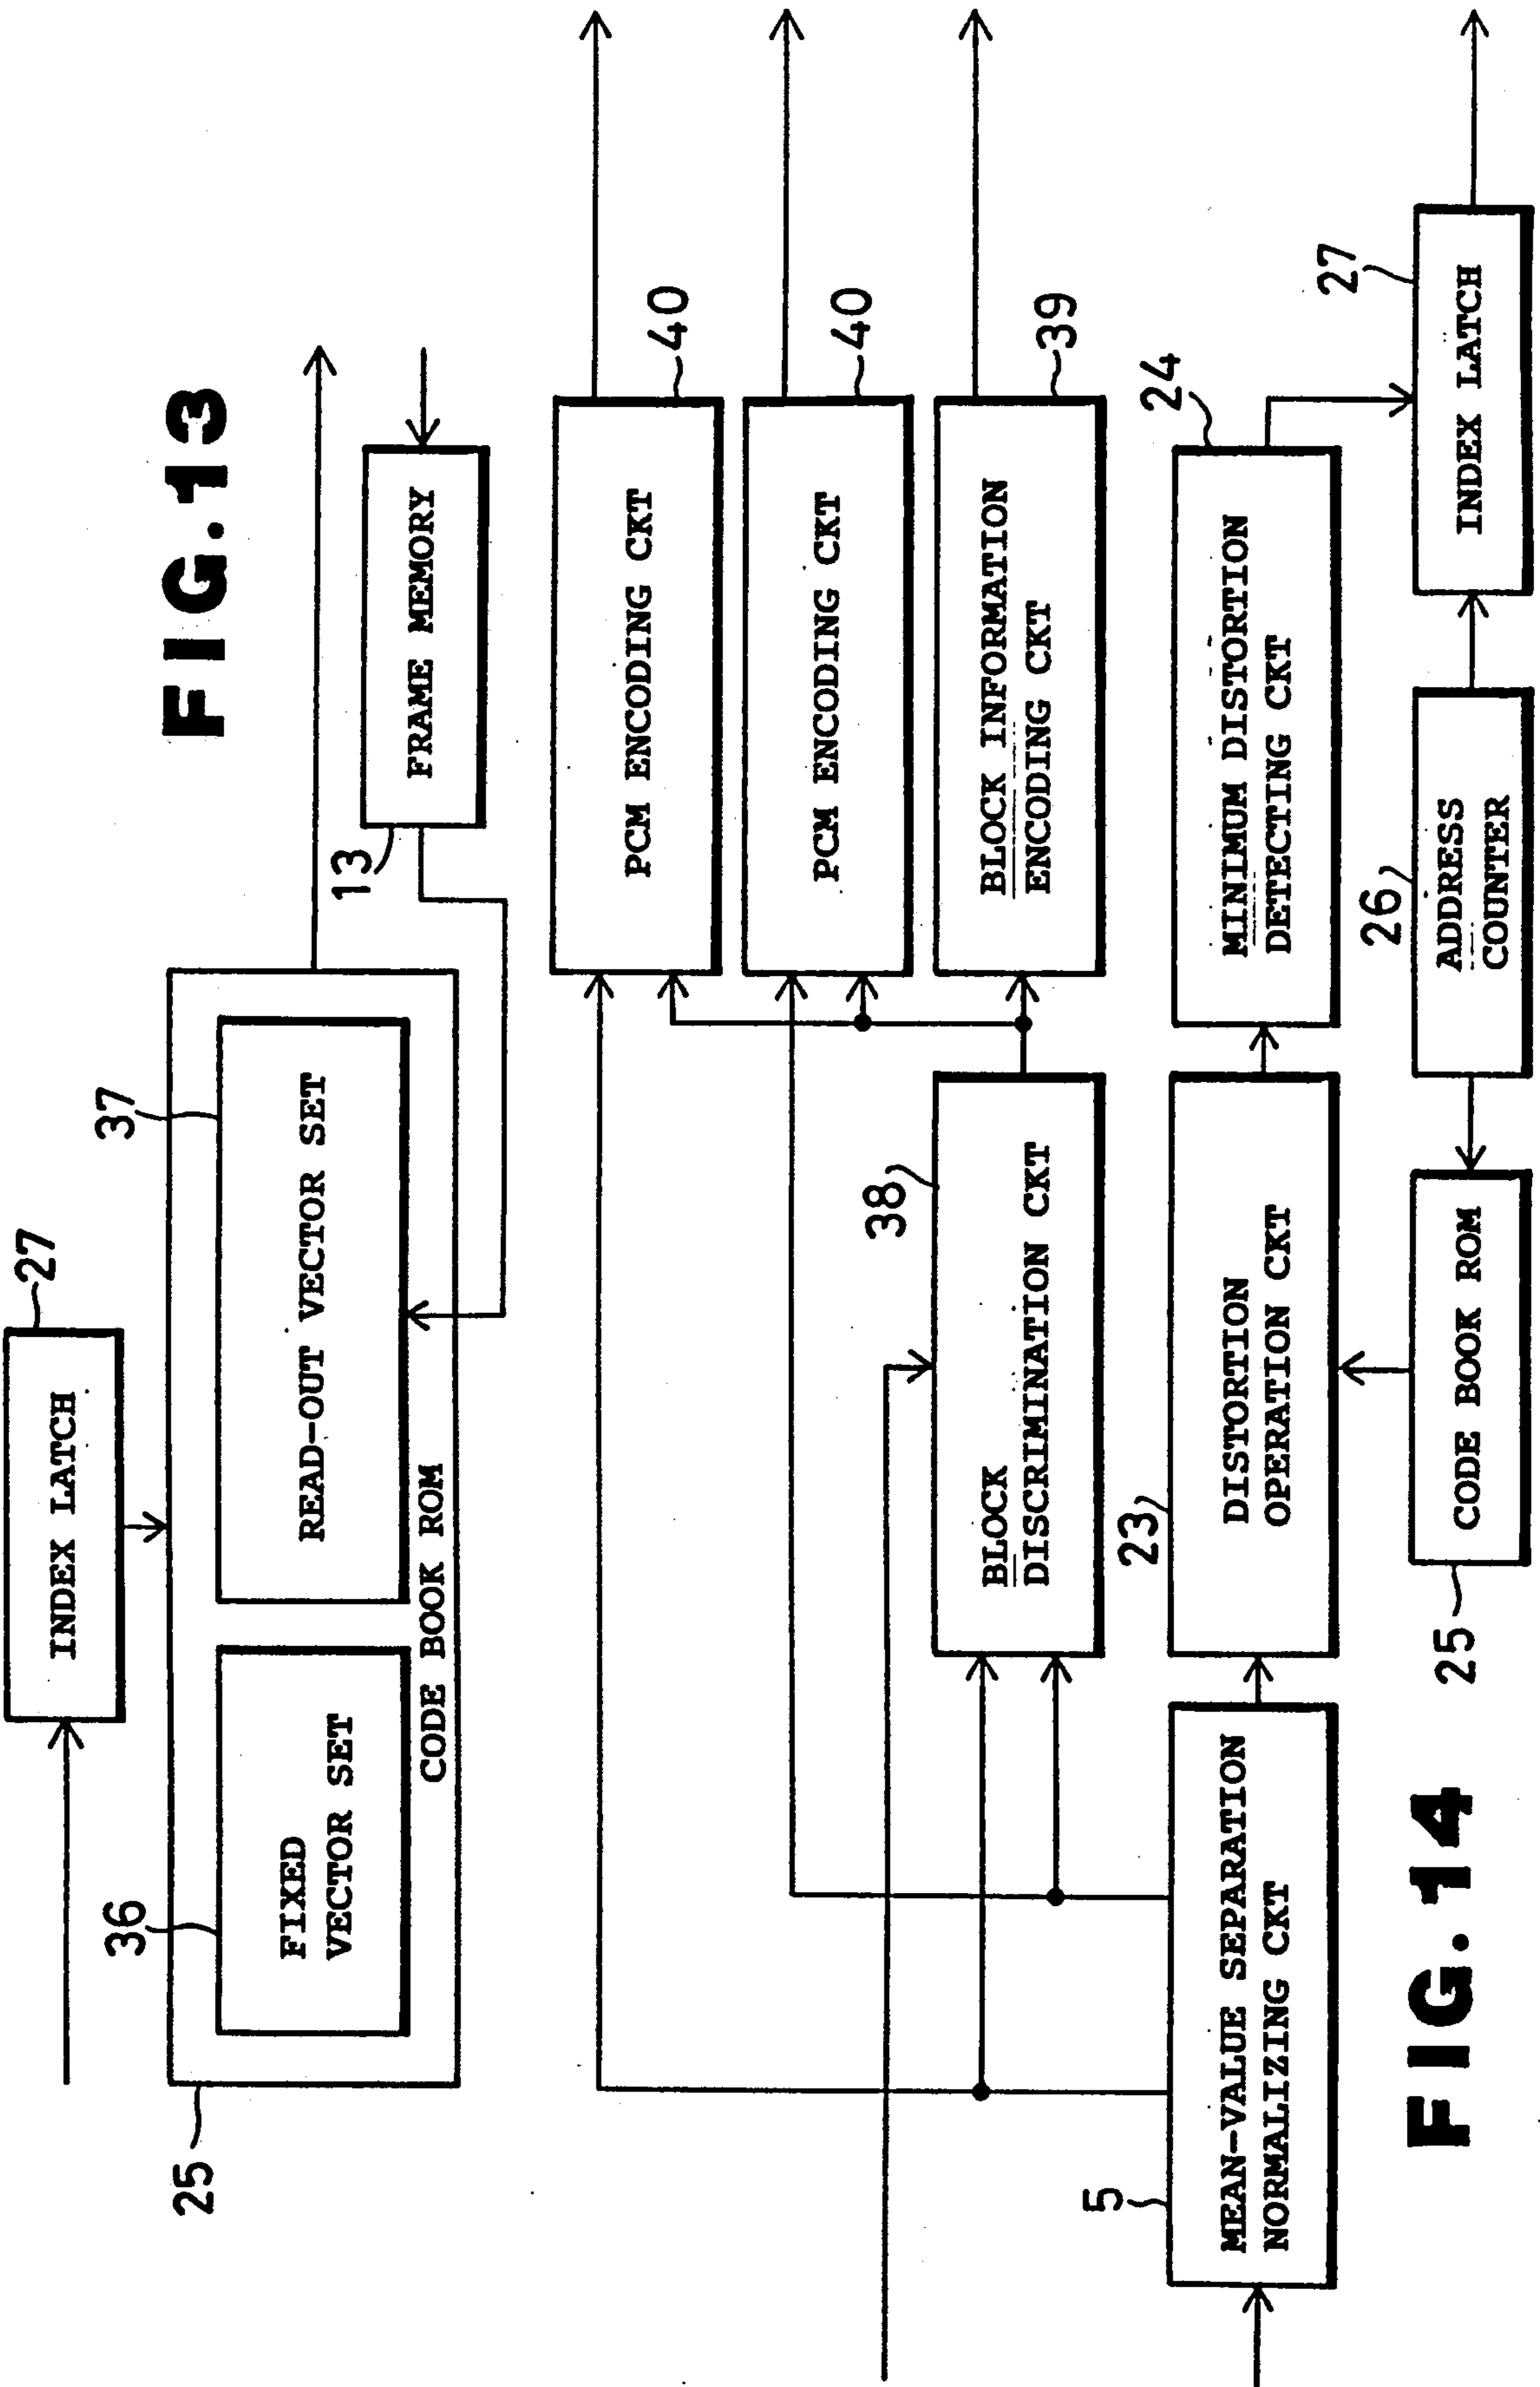 FIG.13
27
INDEX LATCH
36
FIXED
VECTOR SET
37
READ-OUT VECTOR SET
CODE BOOK ROM
25
13
FRAME MEMORY
PCM ENCODING CKT
40
PCM ENCODING CKT
40
38
BLOCK
DISCRIMINATION CKT
BLOCK INFORMATION
ENCODING CKT
39
5
MEAN-VALUE SEPARATION
NORMALIZING CKT
23
DISTORTION
OPERATION CKT
MINIMUM DISTORTION
DETECTING CKT
24
25
CODE BOOK ROM
26
ADDRESS
COUNTER
INDEX LATCH
27
FIG.14